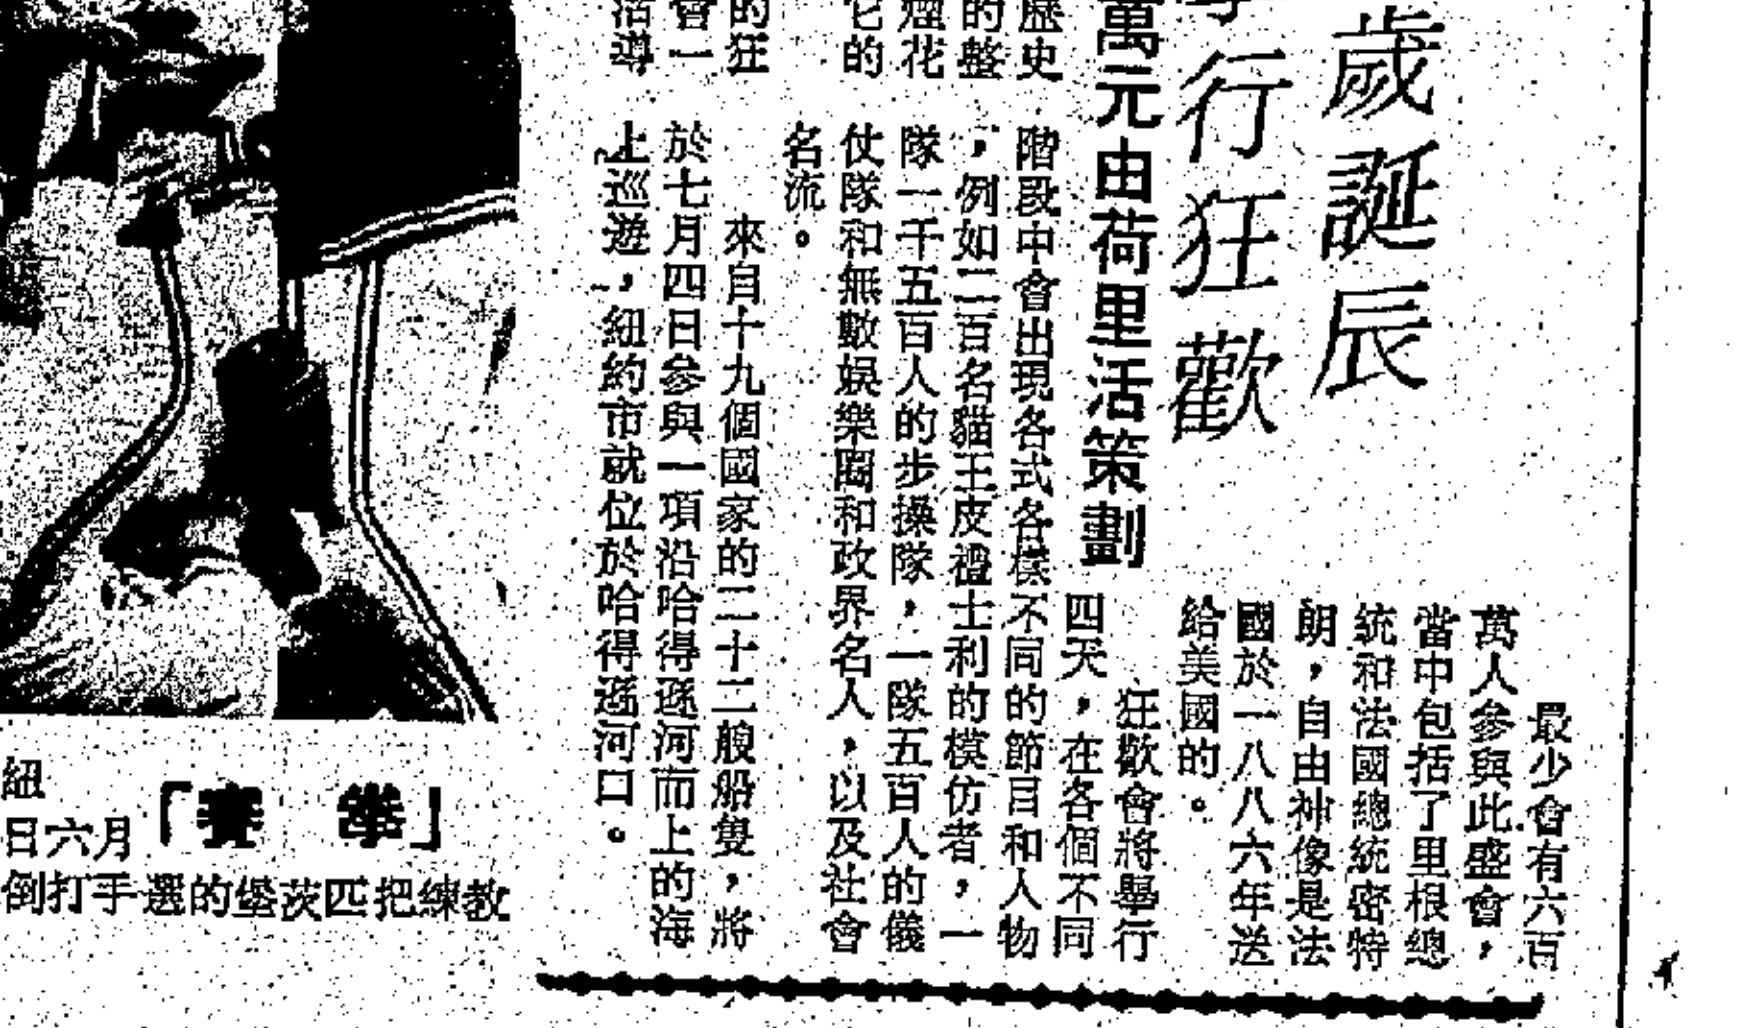 歲誕辰
行狂歡
萬元由荷里活策劃
最少會有六百
萬人參與此盛會，
當中包括了里根總
統和法國總統密特
朗，自由神像是法
國於一八八六年送
給美國的。
狂歡會將舉行
四天，在各個不同
階段中會出現各式各樣不同的節目和人物
，例如二百名貓王皮禮士利的模仿者，一
隊一千五百人的步操隊，一隊五百人的儀
仗隊和無數娛樂圈和政界名人，以及社會
名流。
來自十九個國家的二十二艘船隻，將
於七月四日參與一項沿哈得遜河而上的海
上巡遊，紐約市就位於哈得遜河口。
歷史
的整
煙花
它的
的狂
會一
活導
「賽　拳」
紐
日六月
倒打手選的堡茨匹把練教